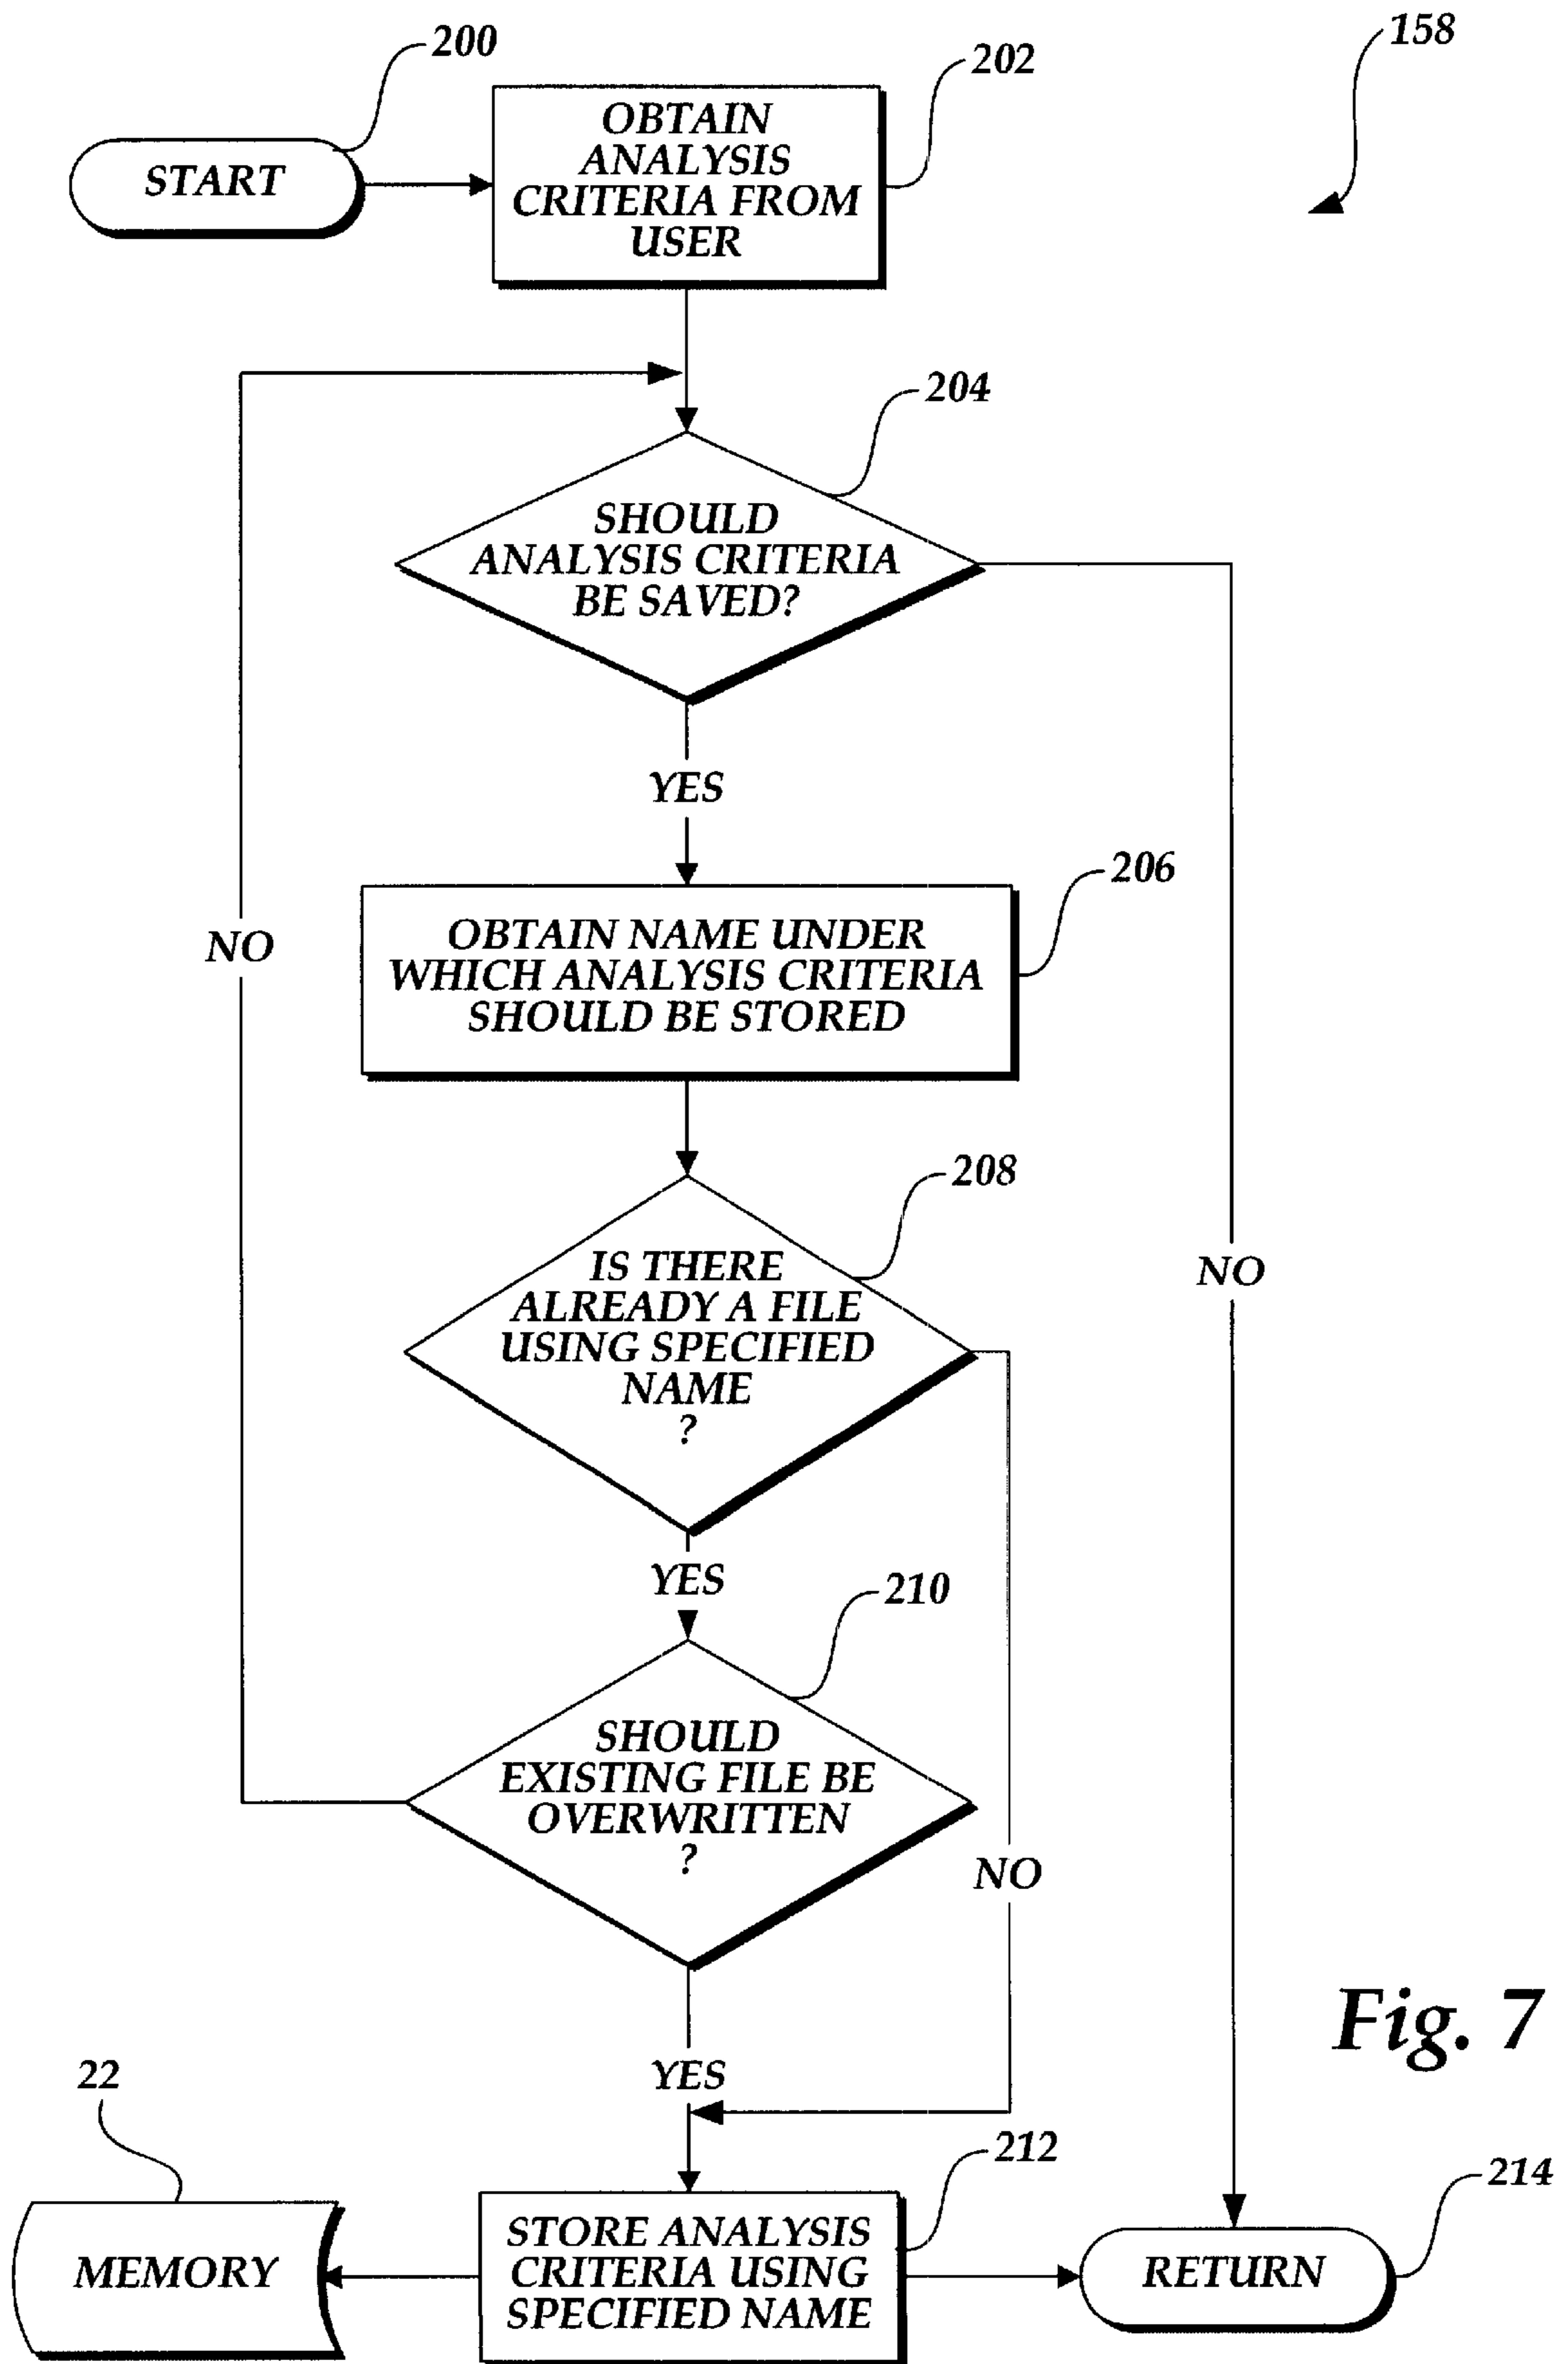 158
200
202
START
OBTAIN
ANALYSIS
CRITERIA FROM
USER
204
SHOULD
ANALYSIS CRITERIA
BE SAVED?
YES
206
NO
OBTAIN NAME UNDER
WHICH ANALYSIS CRITERIA
SHOULD BE STORED
208
IS THERE
ALREADY A FILE
USING SPECIFIED
NAME
?
NO
YES
210
SHOULD
EXISTING FILE BE
OVERWRITTEN
?
NO
Fig. 7
YES
22
212
214
MEMORY
STORE ANALYSIS
CRITERIA USING
SPECIFIED NAME
RETURN